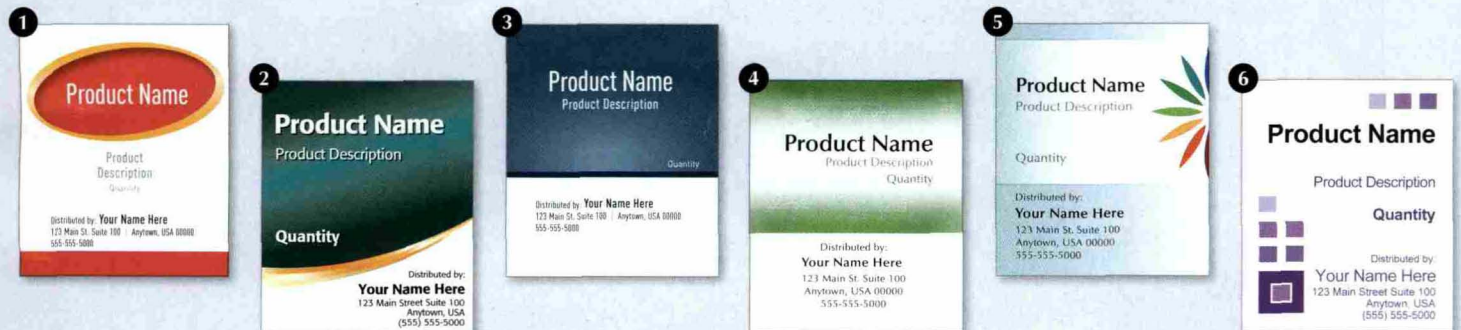 1
Product Name
Product
Description
Quantity
Distributed by: Your Name Here
123 Main St. Suite 100 | Anytown, USA 00000
555-555-5000
2
Product Name
Product Description
Quantity
Distributed by:
Your Name Here
123 Main Street Suite 100
Anytown, USA
(555) 555-5000
3
Product Name
Product Description
Quantity
Distributed by: Your Name Here
123 Main St. Suite 100 | Anytown, USA 00000
555-555-5000
4
Product Name
Product Description
Quantity
Distributed by:
Your Name Here
123 Main St. Suite 100
Anytown, USA 00000
555-555-5000
5
Product Name
Product Description
Quantity
Distributed by:
Your Name Here
123 Main St. Suite 100
Anytown, USA 00000
555-555-5000
6
Product Name
Product Description
Quantity
Distributed by:
Your Name Here
123 Main Street Suite 100
Anytown, USA
(555) 555-5000